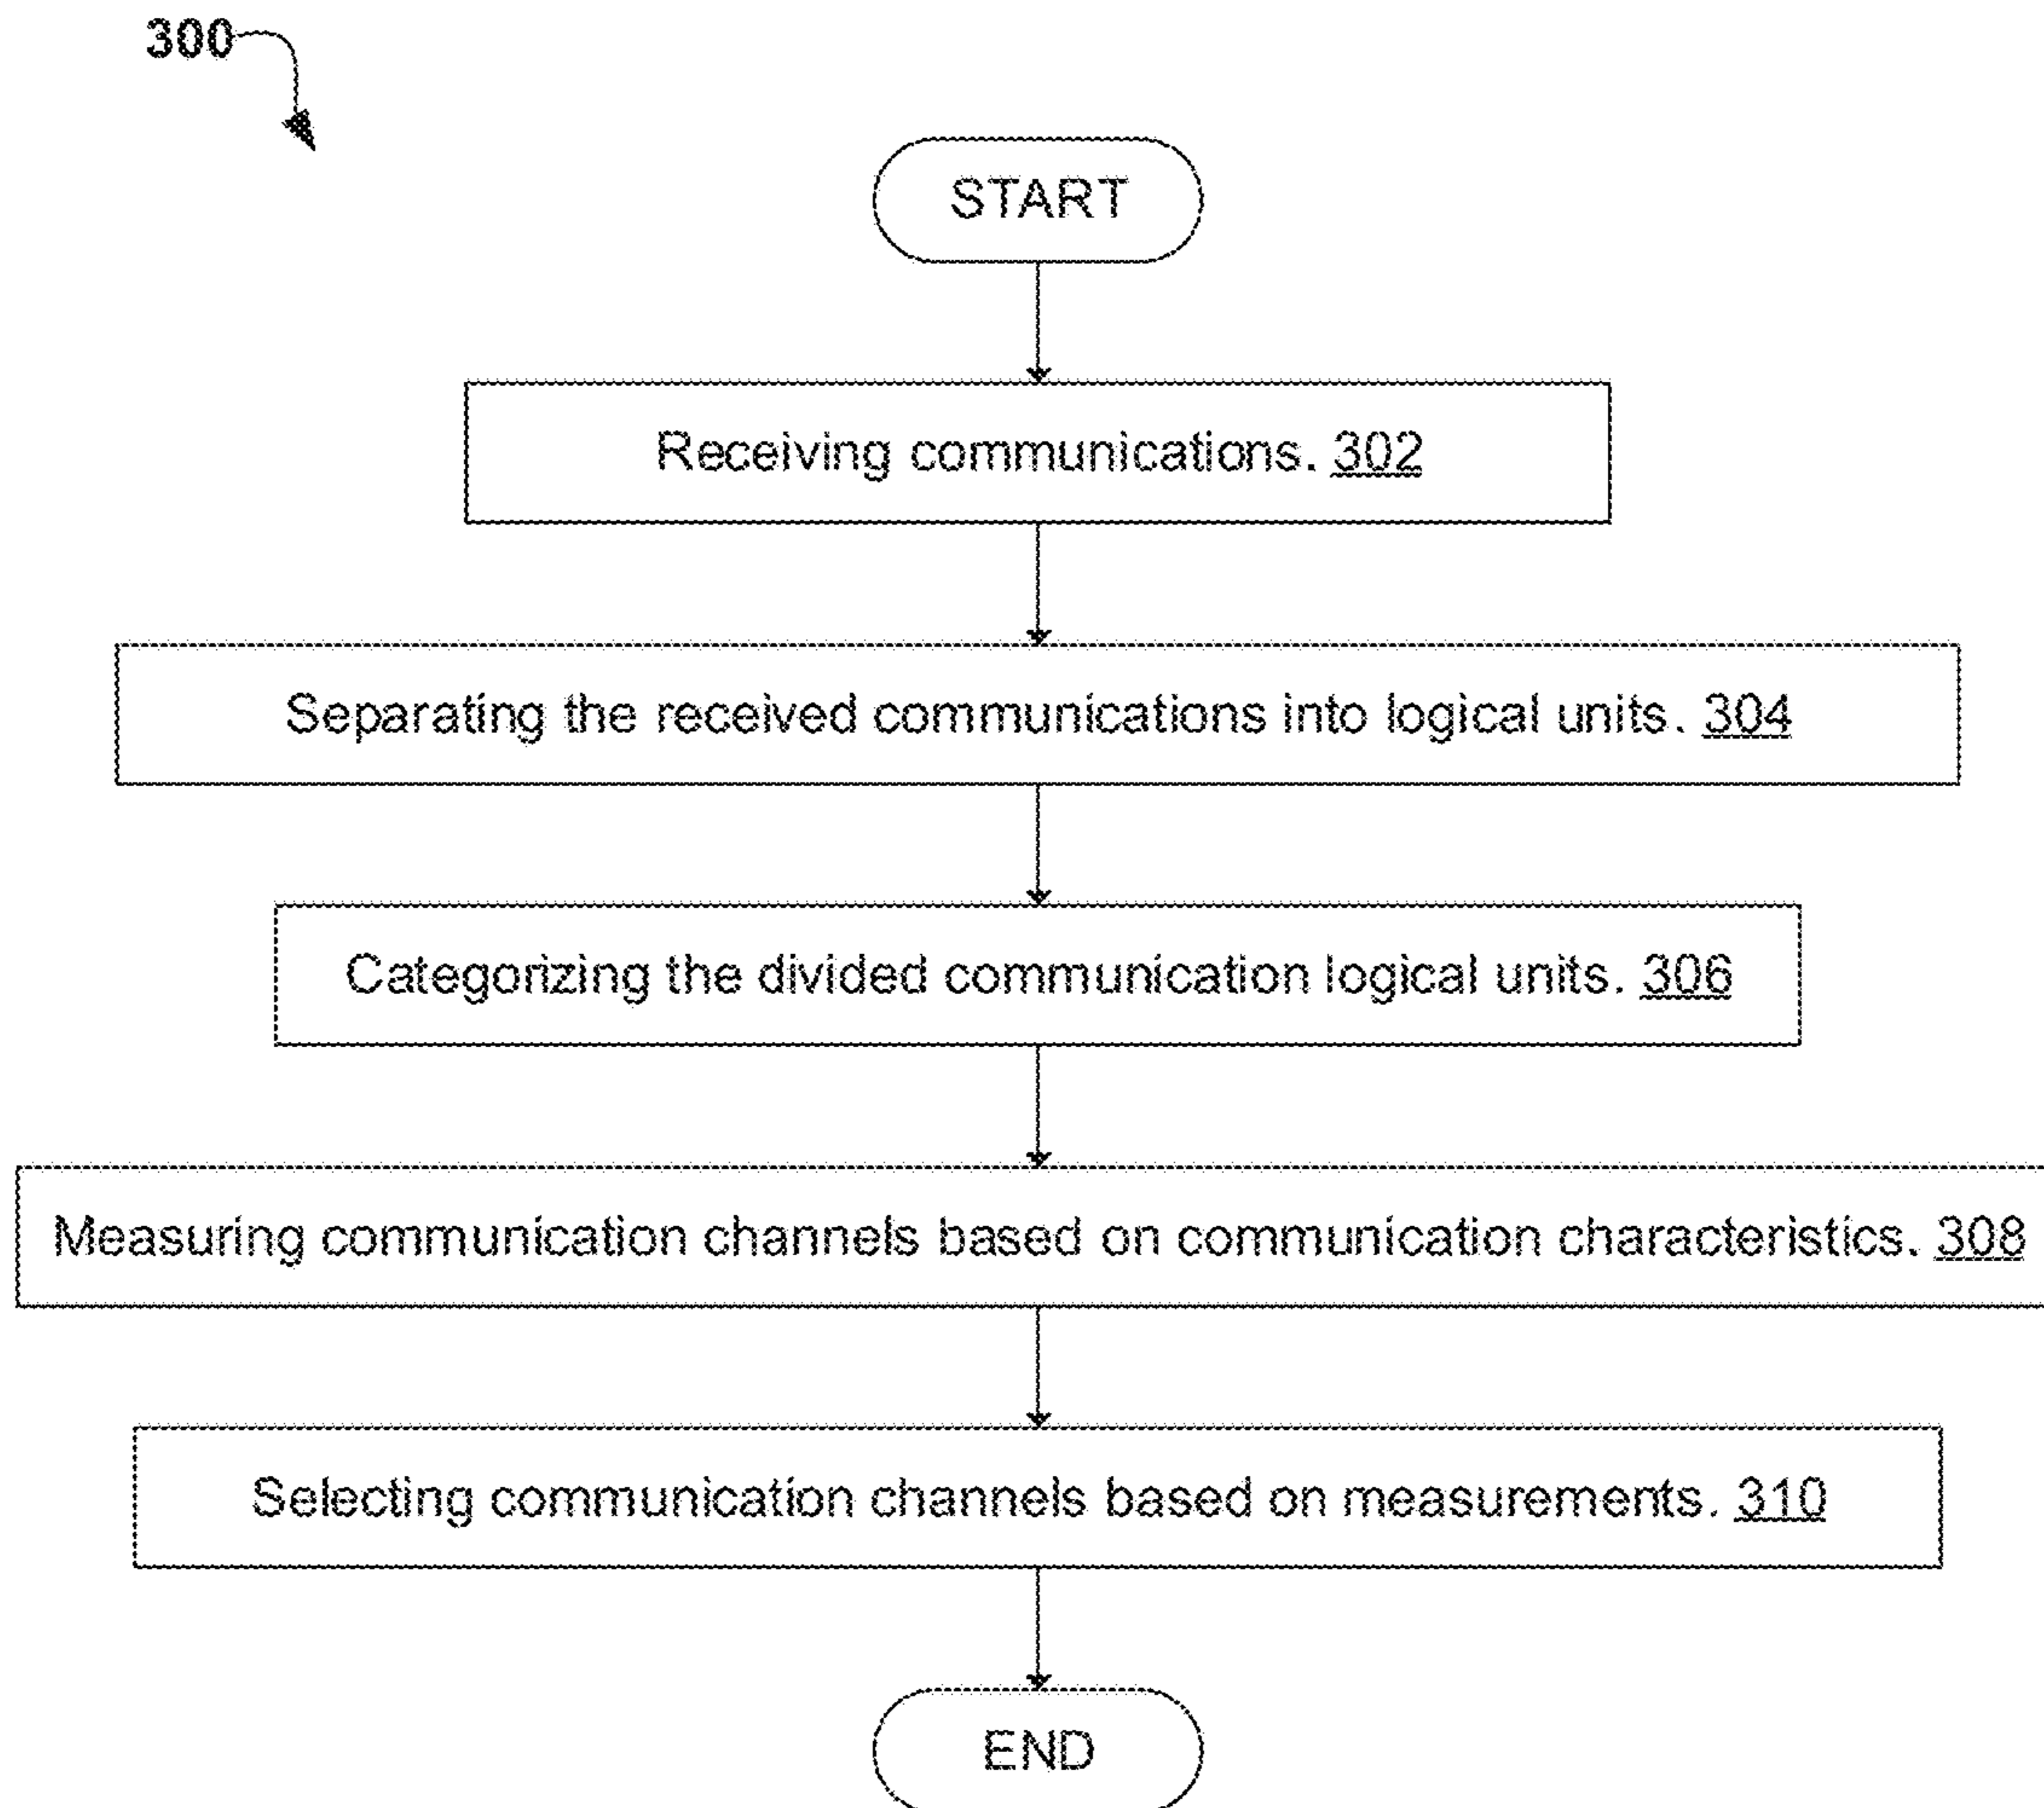 300
START
Receiving communications. 302
Separating the received communications into logical units. 304
Categorizing the divided communication logical units. 306
Measuring communication channels based on communication characteristics. 308
Selecting communication channels based on measurements. 310
END